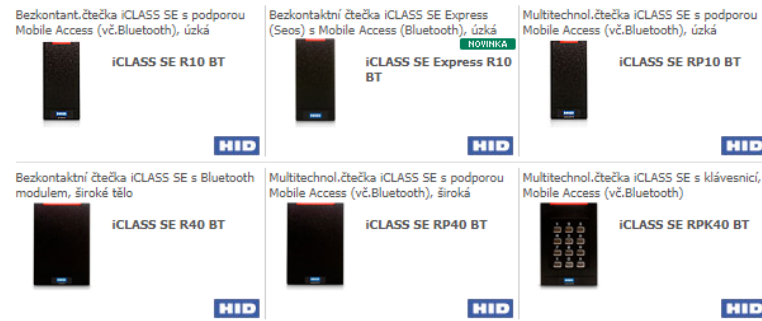 Bezkontant.čtečka iCLASS SE s podporou
Mobile Access (vč.Bluetooth), úzká
iCLASS SE R10 BT
HID
Bezkontaktní čtečka iCLASS SE Express
(Seos) s Mobile Access (Bluetooth), úzká
NOVINKA
iCLASS SE Express R10
BT
HID
Multitechnol.čtečka iCLASS SE s podporou
Mobile Access (vč.Bluetooth), úzká
iCLASS SE RP10 BT
HID
Bezkontaktní čtečka iCLASS SE s Bluetooth
modulem, široké tělo
iCLASS SE R40 BT
HID
Multitechnol.čtečka iCLASS SE s podporou
Mobile Access (vč.Bluetooth), široká
iCLASS SE RP40 BT
HID
Multitechnol.čtečka iCLASS SE s klávesnicí,
Mobile Access (vč.Bluetooth)
iCLASS SE RPK40 BT
HID